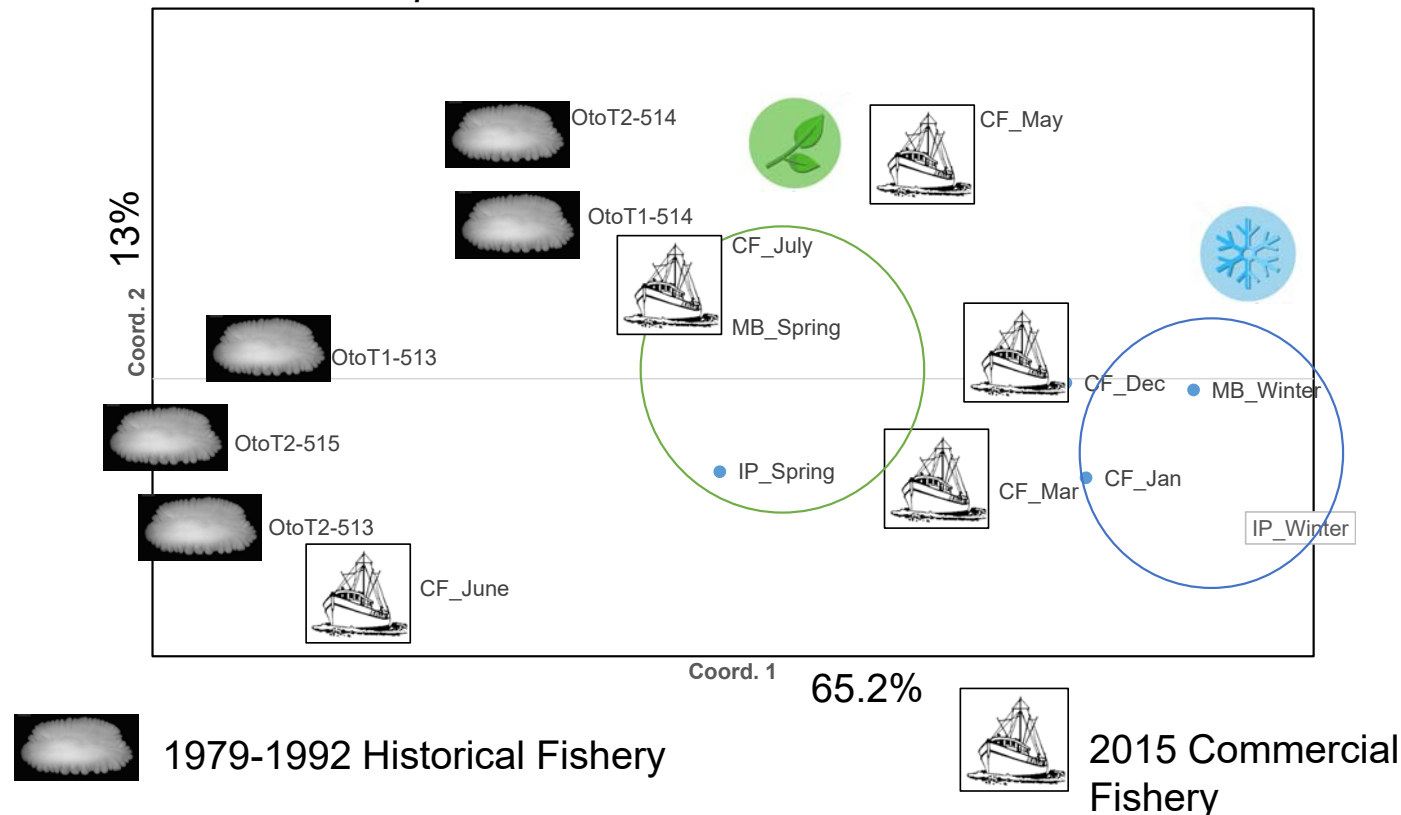 OtoT2-514
CF_May
OtoT1-514
CF_July
13%
Coord. 2
MB_Spring
OtoT1-513
CF_Dec
MB_Winter
OtoT2-515
IP_Spring
CF_Mar
CF_Jan
OtoT2-513
IP_Winter
CF_June
Coord. 1
65.2%
1979-1992 Historical Fishery
2015 Commercial
Fishery